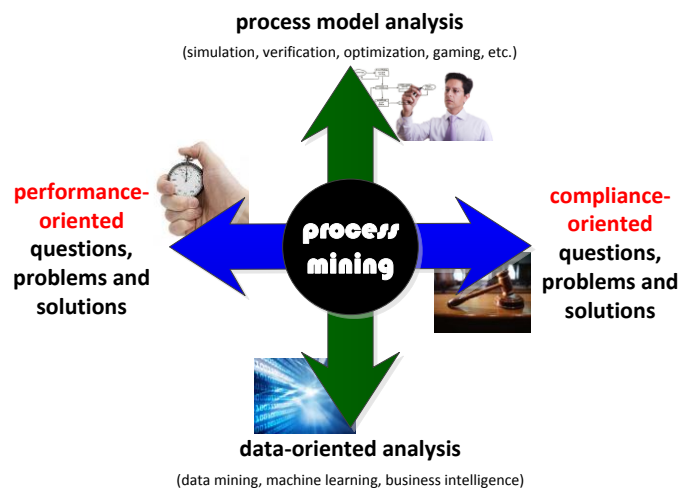 process model analysis
(simulation, verification, optimization, gaming, etc.)
performance-
oriented
questions,
problems and
solutions
process
mining
compliance-
oriented
questions,
problems and
solutions
data-oriented analysis
(data mining, machine learning, business intelligence)